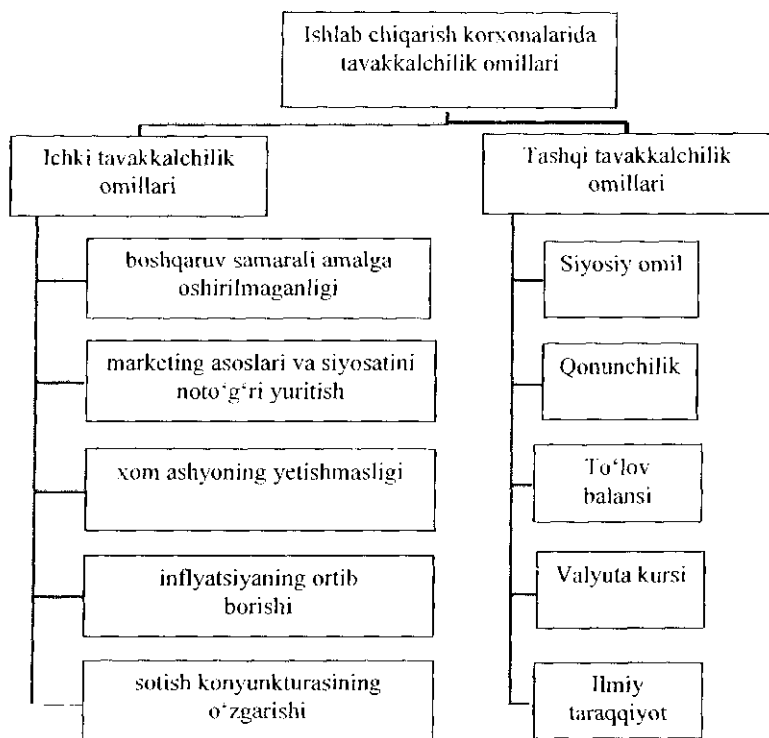 Ishlab chiqarish korxonalarida
tavakkalchilik omillari
Ichki tavakkalchilik
omillari
boshqaruv samarali amalga
oshirilmaganligi
marketing asoslari va siyosatini
noto‘g‘ri yuritish
xom ashyoning yetishmasligi
inflyatsiyaning ortib
borishi
sotish konyunkturasining
o‘zgarishi
Tashqi tavakkalchilik
omillari
Siyosiy omil
Qonunchilik
To‘lov
balansi
Valyuta kursi
Ilmiy
taraqqiyot